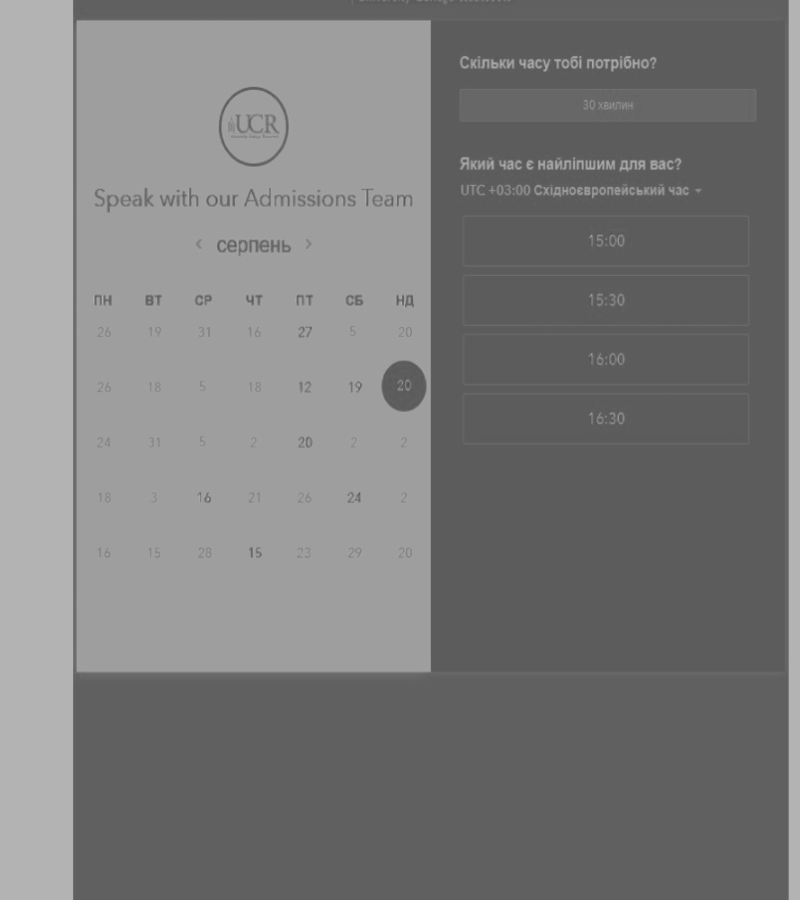 UCR
Speak with our Admissions Team
< серпень >
ПН ВТ СР ЧТ ПТ СБ НД
26 19 31 16 27 5 20
26 18 5 18 12 19 20
24 31 5 2 20 2 2
18 3 16 21 26 24 2
16 15 28 15 23 29 20
Скільки часу тобі потрібно?
30 хвилин
Який час є найліпшим для вас?
UTC +03:00 Східноєвропейський час
15:00
15:30
16:00
16:30